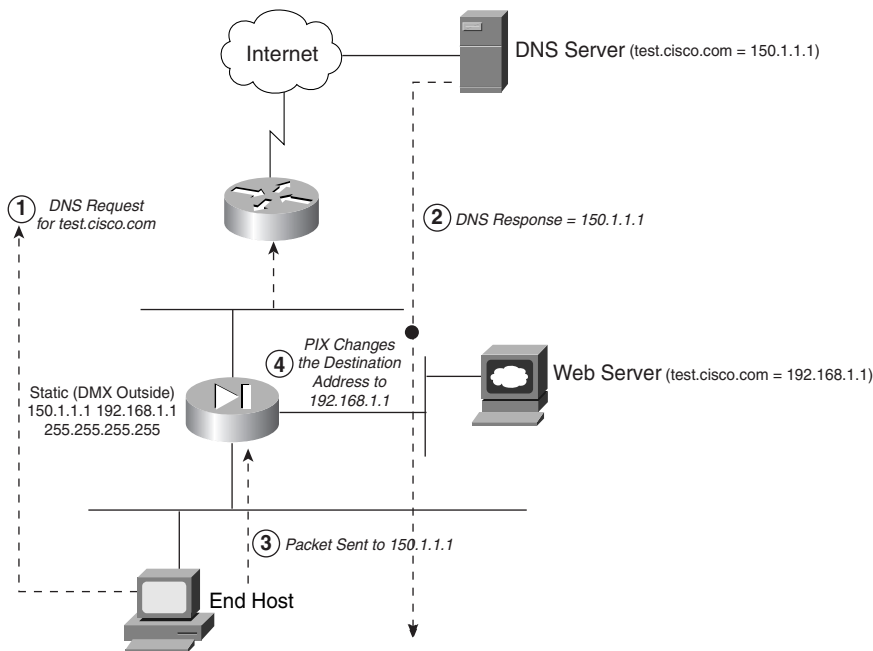 Internet
DNS Server (test.cisco.com = 150.1.1.1)
1 DNS Request
for test.cisco.com
2 DNS Response = 150.1.1.1
PIX Changes
4 the Destination
Address to
192.168.1.1
Web Server (test.cisco.com = 192.168.1.1)
Static (DMX Outside)
150.1.1.1 192.168.1.1
255.255.255.255
3 Packet Sent to 150.1.1.1
End Host